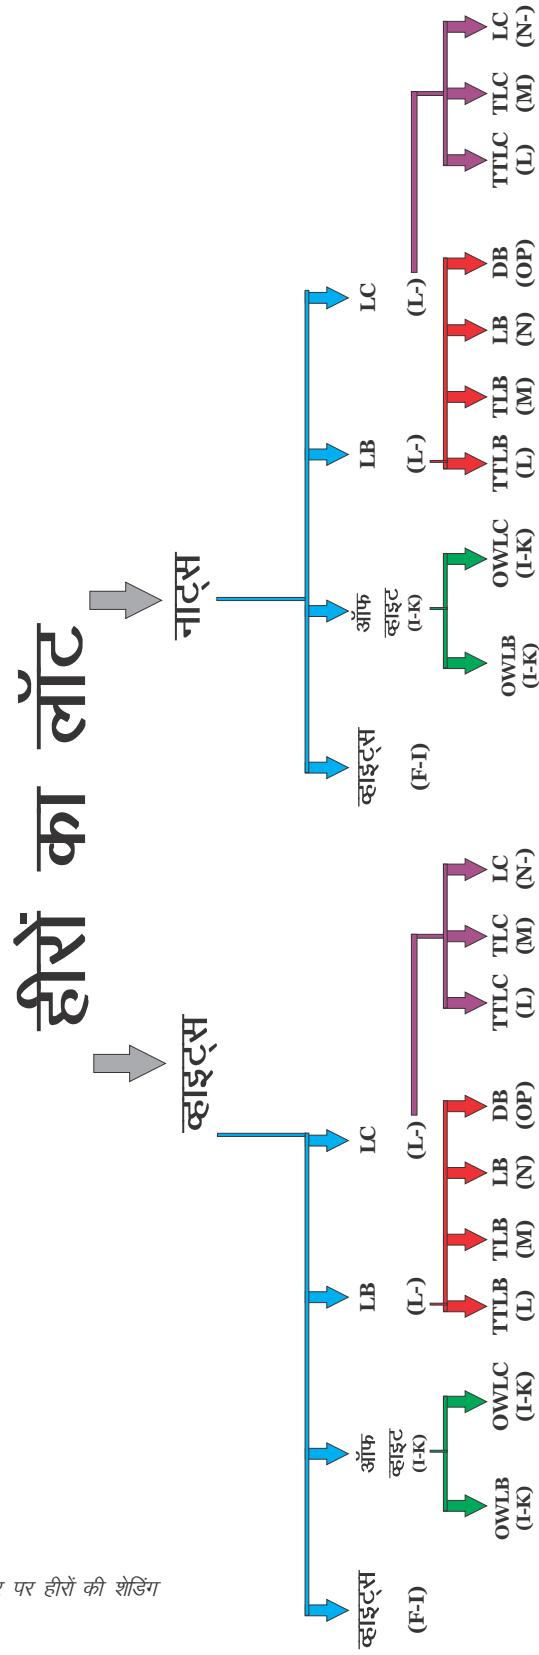 हीरों का लॉट
व्हाइट्स नाट्स
व्हाइट्स ऑफ LB LC व्हाइट्स ऑफ LB LC
व्हाइट व्हाइट
(F-I) (I-K) (L-) (L-) (F-I) (I-K) (L-) (L-)
OWLB OWLC TTLB TLB LB DB TTLC TLC LC OWLB OWLC TTLB TLB LB DB TTLC TLC LC
(I-K) (I-K) (L) (M) (N) (OP) (L) (M) (N-) (I-K) (I-K) (L) (M) (N) (OP) (L) (M) (N-)
पर हीरों की शेडिंग